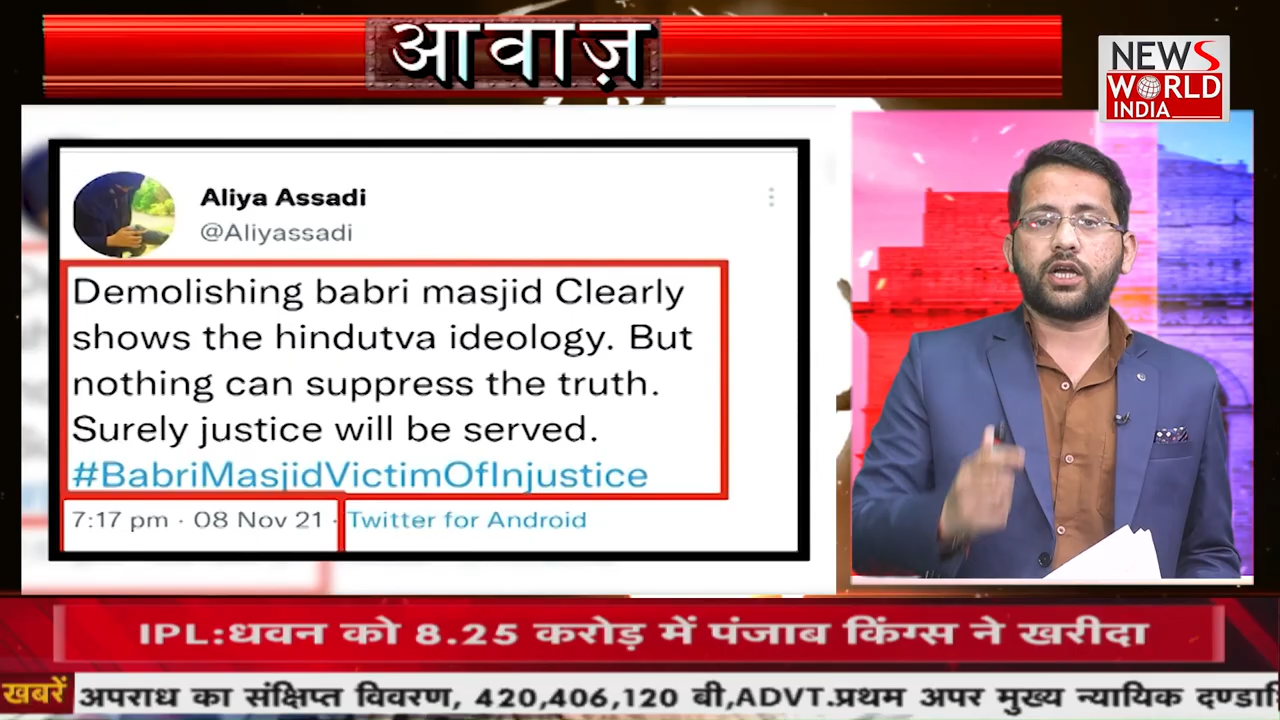 आवाज़
NEWS
WORLD
INDIA
Aliya Assadi
@Aliyassadi
Demolishing babri masjid Clearly
shows the hindutva ideology. But
nothing can suppress the truth.
Surely justice will be served.
#BabriMasjidVictimOfInjustice
7:17 pm · 08 Nov 21 · Twitter for Android
IPL:धवन को 8.25 करोड़ में पंजाब किंग्स ने खरीदा
खबरें अपराध का संक्षिप्त विवरण, 420,406,120 बी,ADVT.प्रथम अपर मुख्य न्यायिक